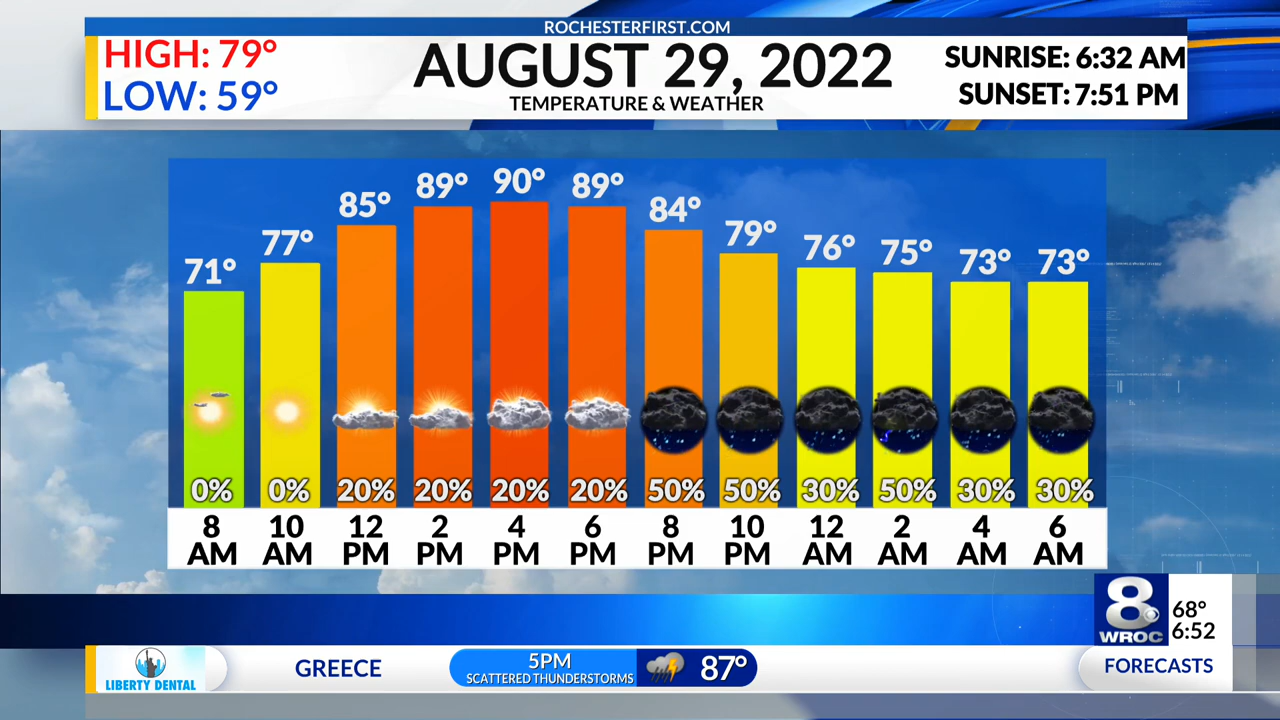 ROCHESTERFIRST.COM
HIGH: 79°
LOW: 59°
AUGUST 29, 2022
TEMPERATURE & WEATHER
SUNRISE: 6:32 AM
SUNSET: 7:51 PM
71° 77° 85° 89° 90° 89° 84° 79° 76° 75° 73° 73°
0% 0% 20% 20% 20% 20% 50% 50% 30% 50% 30% 30%
8 10 12 2 4 6 8 10 12 2 4 6
AM AM PM PM PM PM PM PM AM AM AM AM
8
WROC
68°
6:52
LIBERTY DENTAL
GREECE
5PM
SCATTERED THUNDERSTORMS
87°
FORECASTS